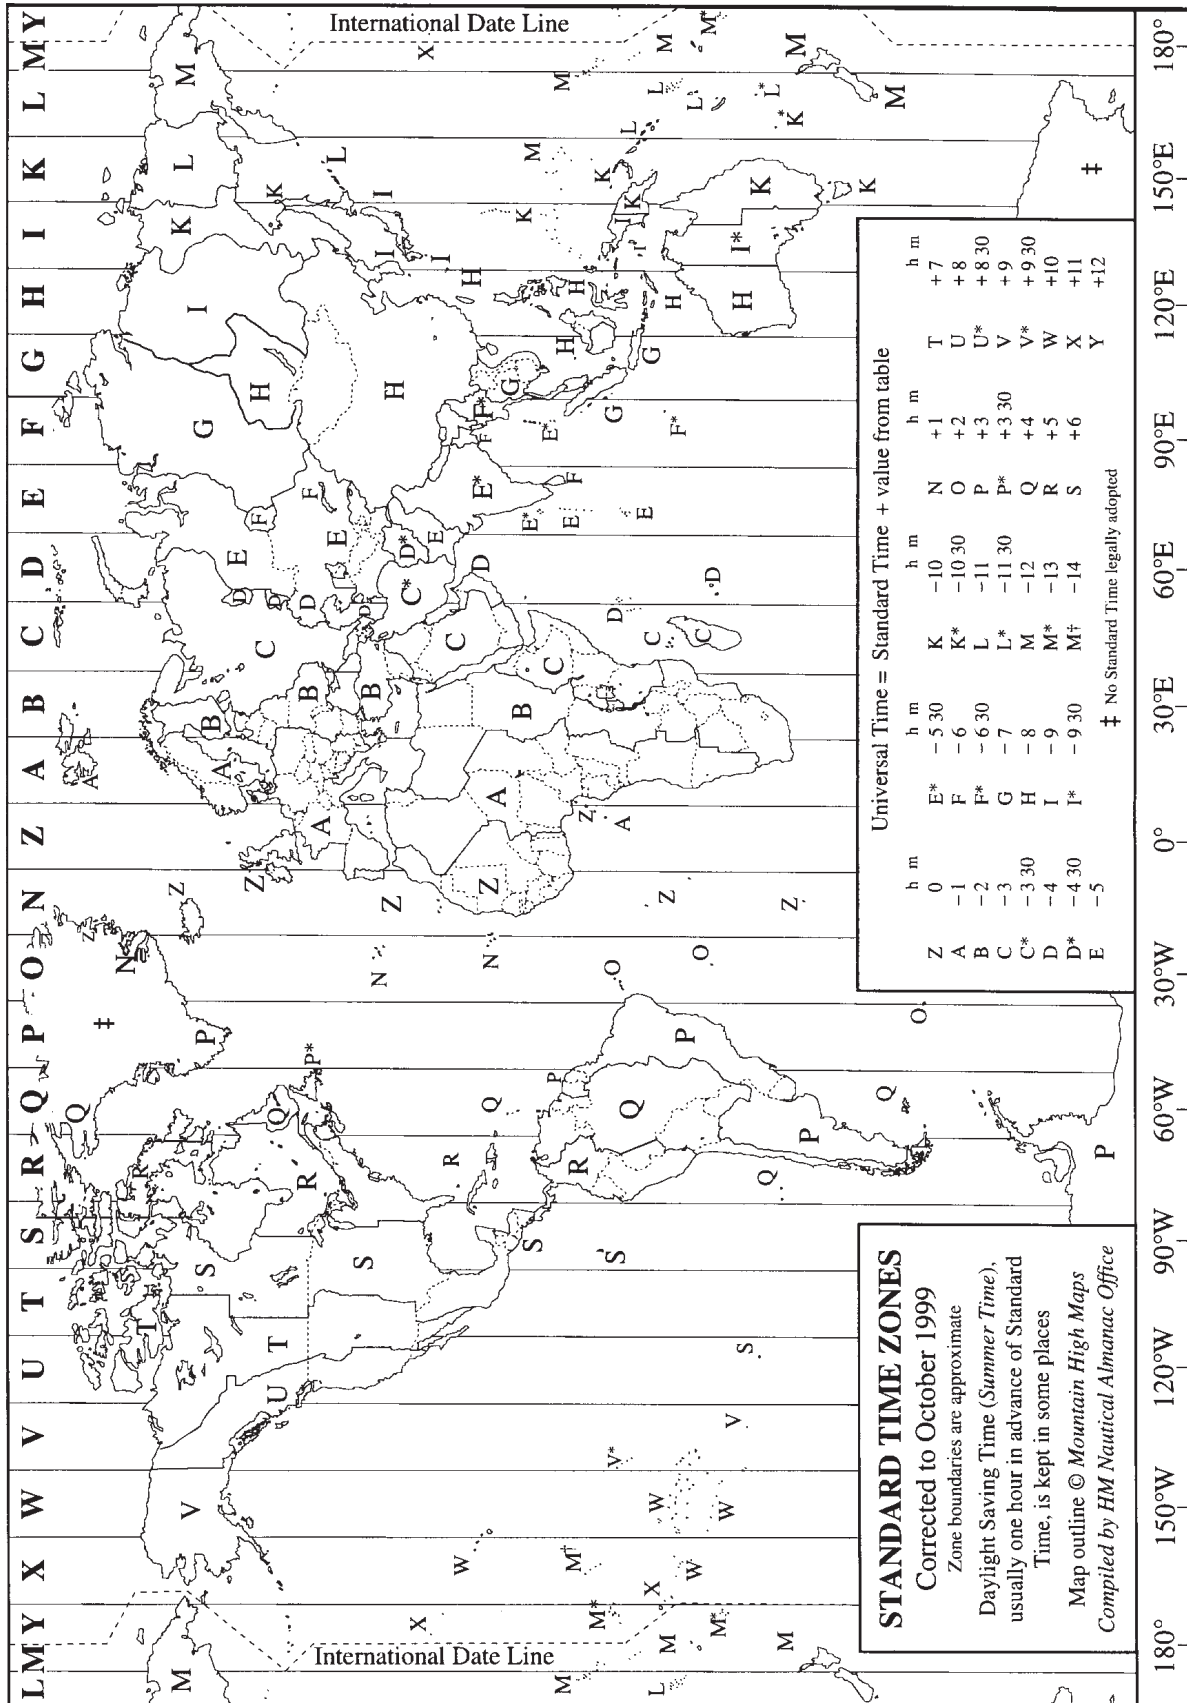 L M Y X W V U T S R Q P O N Z A B C D E F G H I K L M Y
International Date Line
International Date Line
STANDARD TIME ZONES
Corrected to October 1999
Zone boundaries are approximate
Daylight Saving Time (Summer Time),
usually one hour in advance of Standard
Time, is kept in some places
Map outline © Mountain High Maps
Compiled by HM Nautical Almanac Office
Universal Time = Standard Time + value from table
h m h m h m h m h m
Z 0 E* − 5 30 K −10 N +1 T +7
A − 1 F − 6 K* −10 30 O +2 U +8
B − 2 F* − 6 30 L −11 P +3 U* +8 30
C − 3 G − 7 L* −11 30 P* +3 30 V +9
C* − 3 30 H − 8 M −12 Q +4 V* +9 30
D − 4 I − 9 M* −13 R +5 W +10
D* − 4 30 I* − 9 30 M† −14 S +6 X +11
E − 5 Y +12
‡ No Standard Time legally adopted
180° 150°W 120°W 90°W 60°W 30°W 0° 30°E 60°E 90°E 120°E 150°E 180°